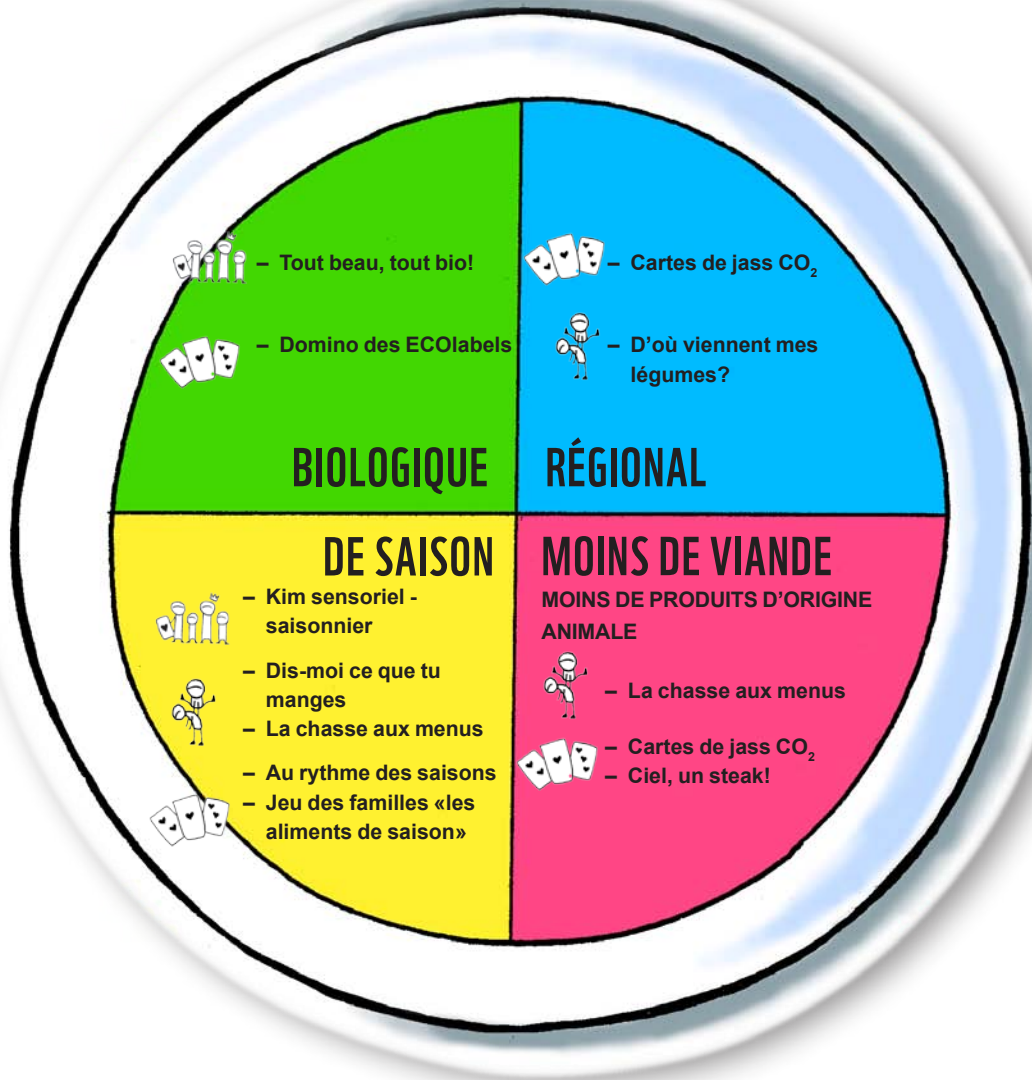 – Tout beau, tout bio!
– Domino des ECOlabels
BIOLOGIQUE
– Cartes de jass CO₂
– D'où viennent mes
légumes?
RÉGIONAL
DE SAISON
– Kim sensoriel -
saisonnier
– Dis-moi ce que tu
manges
– La chasse aux menus
– Au rythme des saisons
– Jeu des familles «les
aliments de saison»
MOINS DE VIANDE
MOINS DE PRODUITS D'ORIGINE
ANIMALE
– La chasse aux menus
– Cartes de jass CO₂
– Ciel, un steak!